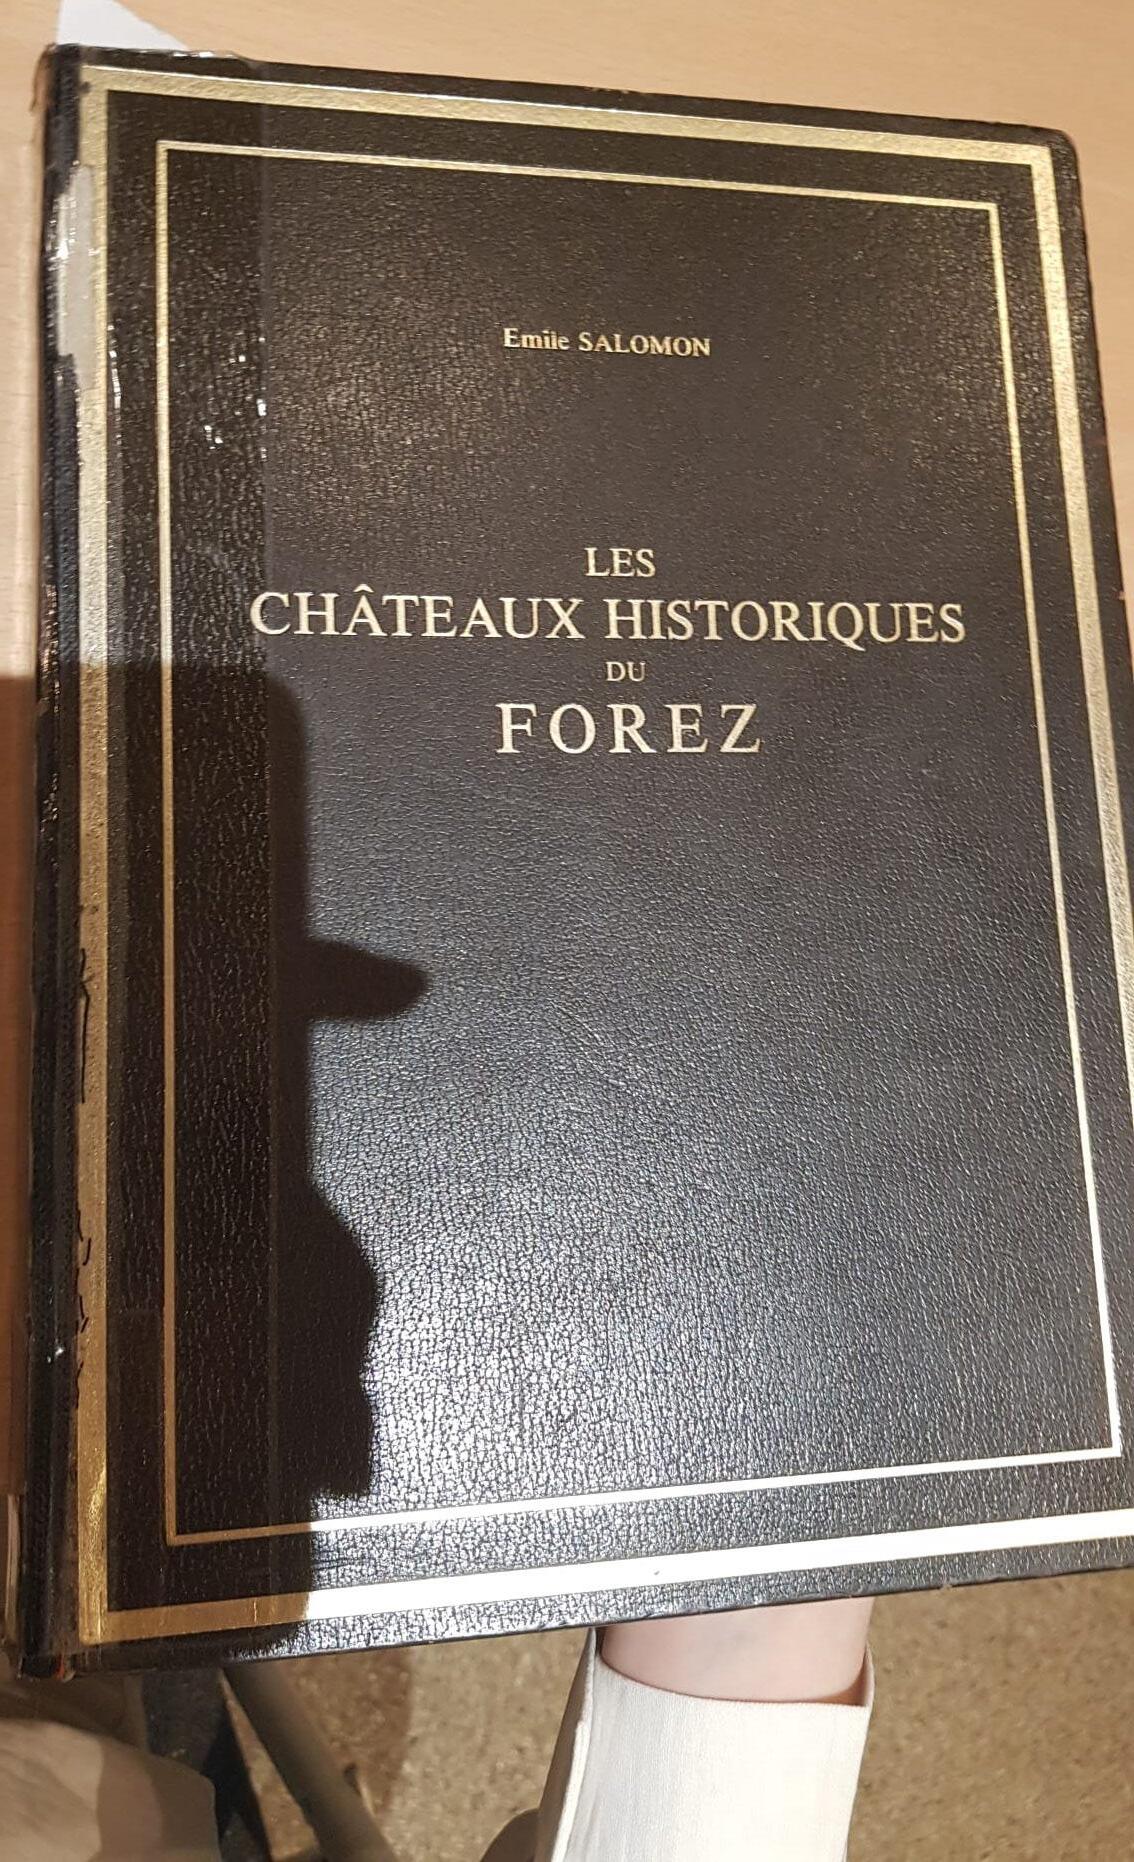 Emile SALOMON
LES
CHÂTEAUX HISTORIQUES
DU
FOREZ